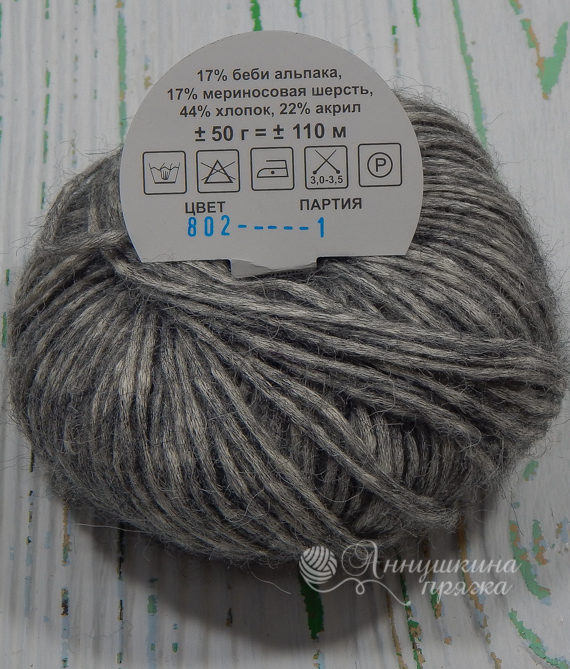 17% беби альпака,
17% мериносовая шерсть,
44% хлопок, 22% акрил
± 50 г = ± 110 м
3,0-3,5
P
ЦВЕТ ПАРТИЯ
802-----1
Аннушкина
пряжа